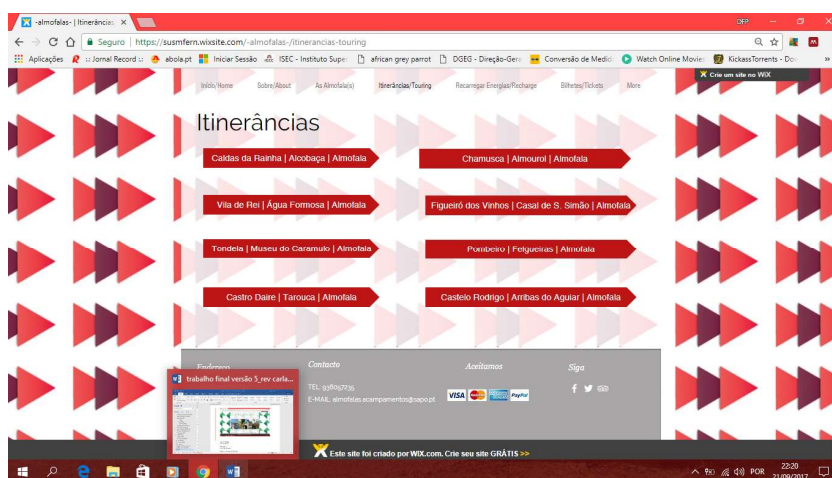 -almofalas- | Itinerâncias
OFP
Seguro | https://susmfern.wixsite.com/-almofalas-/itinerancias-touring
Aplicações :: Jornal Record :: abola.pt Iniciar Sessão ISEC - Instituto Supe african grey parrot DGEG - Direção-Ger Conversão de Medid Watch Online Movie KickassTorrents - Do »
Crie um site no WiX
Início/Home Sobre/About As Almofala(s) Itinerâncias/Touring Recarregar Energias/Recharge Bilhetes/Tickets More
Itinerâncias
Caldas da Rainha | Alcobaça | Almofala
Chamusca | Almourol | Almofala
Vila de Rei | Água Formosa | Almofala
Figueiró dos Vinhos | Casal de S. Simão | Almofala
Tondela | Museu do Caramulo | Almofala
Pombeiro | Felgueiras | Almofala
Castro Daire | Tarouca | Almofala
Castelo Rodrigo | Arribas do Aguiar | Almofala
Endereço Contacto Aceitamos Siga
TEL. 938057235
E-MAIL: almofalas.acampamentos@sapo.pt
VISA PayPal
trabalho final versão 5_rev carla...
Este site foi criado por WIX.com. Crie seu site GRÁTIS >>
POR
22:20
21/09/2017